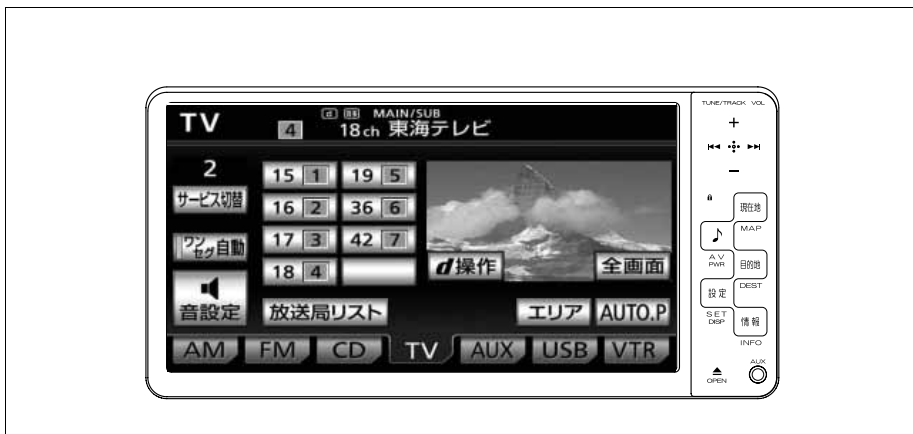 TV
d 字幕 MAIN/SUB
4 18ch 東海テレビ
2
サービス切替
ワンセグ自動
音設定
15 1 19 5
16 2 36 6
17 3 42 7
18 4
d操作 全画面
放送局リスト
エリア AUTO.P
AM FM CD TV AUX USB VTR
TUNE/TRACK VOL
現在地
MAP
AV
PWR
目的地
DEST
設定
SET
DISP
情報
INFO
OPEN
AUX